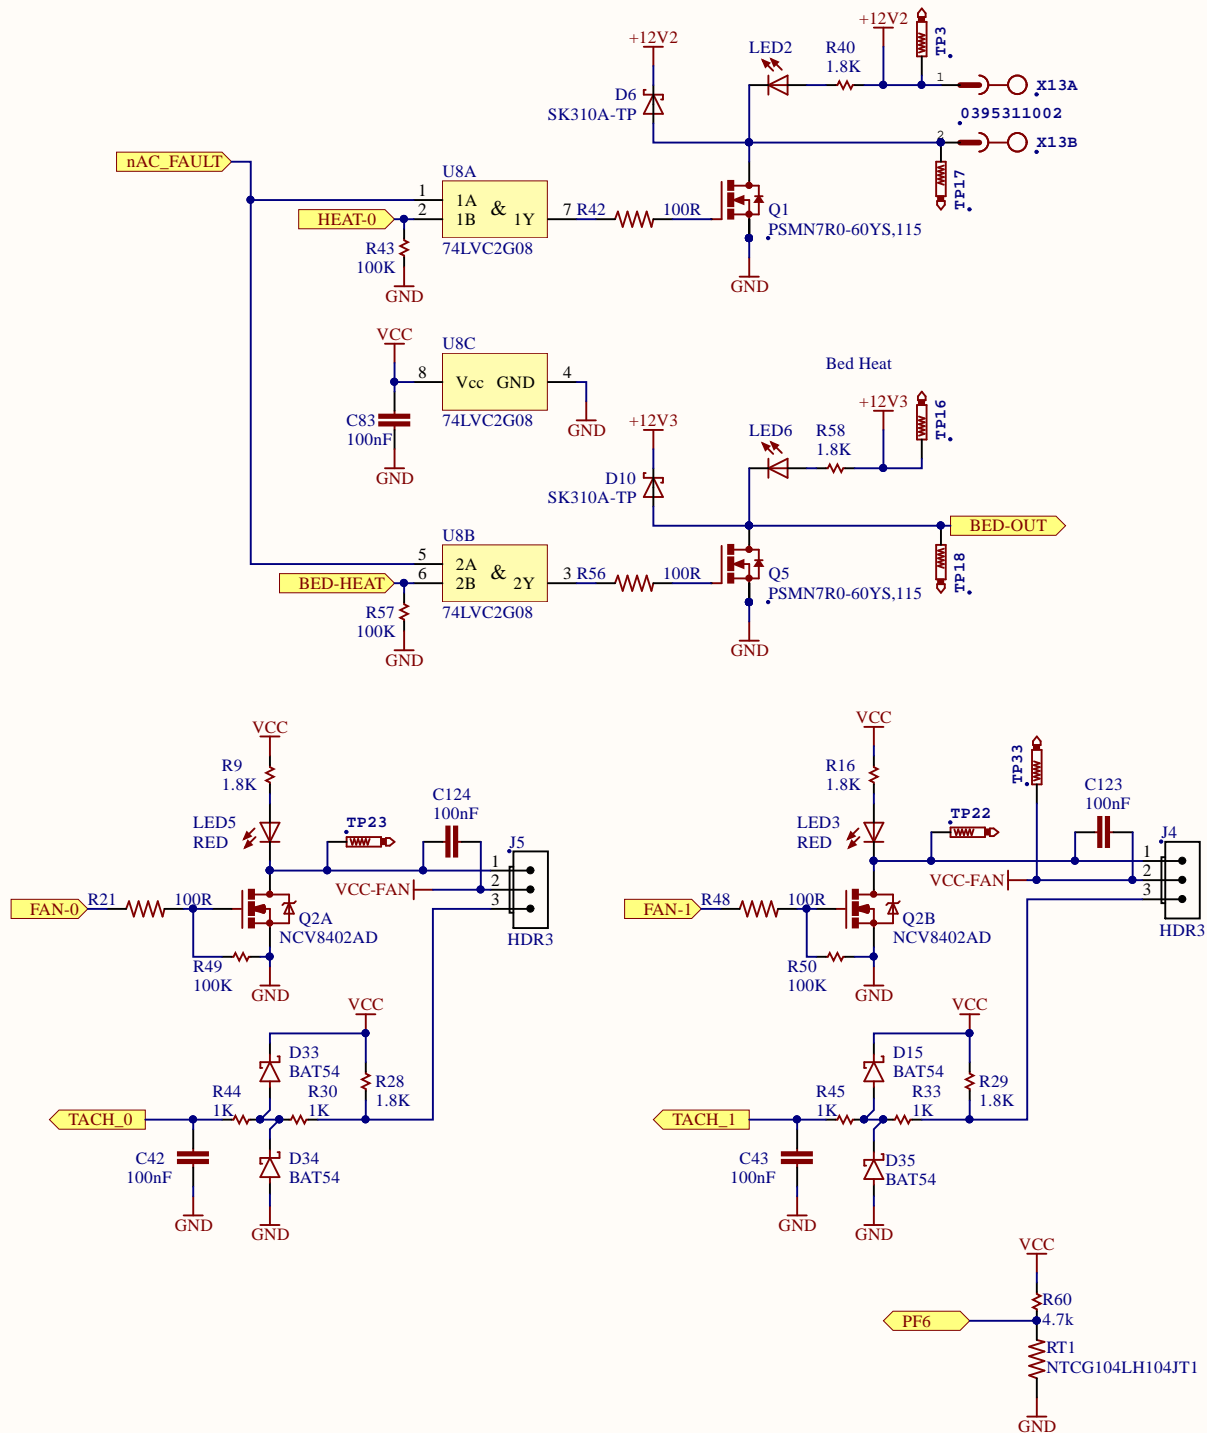 +12V2
TP3
+12V2
LED2
R40
1.8K
1
X13A
D6
SK310A-TP
0395311002
2
X13B
nAC_FAULT
TP17
U8A
1
1A
&
2
1B
1Y
7
R42
100R
HEAT-0
Q1
PSMN7R0-60YS,115
R43
100K
74LVC2G08
GND
GND
VCC
U8C
Bed Heat
8
Vcc
GND
4
C83
100nF
74LVC2G08
GND
GND
+12V3
+12V3
TP16
LED6
R58
1.8K
D10
SK310A-TP
BED-OUT
TP18
U8B
5
2A
&
6
2B
2Y
3
R56
100R
BED-HEAT
Q5
PSMN7R0-60YS,115
R57
100K
74LVC2G08
GND
GND
VCC
R9
1.8K
C124
100nF
LED5
RED
TP23
J5
1
2
3
VCC-FAN
HDR3
FAN-0
R21
100R
Q2A
NCV8402AD
R49
100K
GND
VCC
D33
BAT54
R44
1K
R30
1K
R28
1.8K
TACH_0
C42
100nF
D34
BAT54
GND
GND
VCC
R16
1.8K
TP33
C123
100nF
LED3
RED
TP22
J4
1
2
3
VCC-FAN
HDR3
FAN-1
R48
100R
Q2B
NCV8402AD
R50
100K
GND
VCC
D15
BAT54
R45
1K
R33
1K
R29
1.8K
TACH_1
C43
100nF
D35
BAT54
GND
GND
VCC
R60
4.7k
PF6
RT1
NTCG104LH104JT1
GND